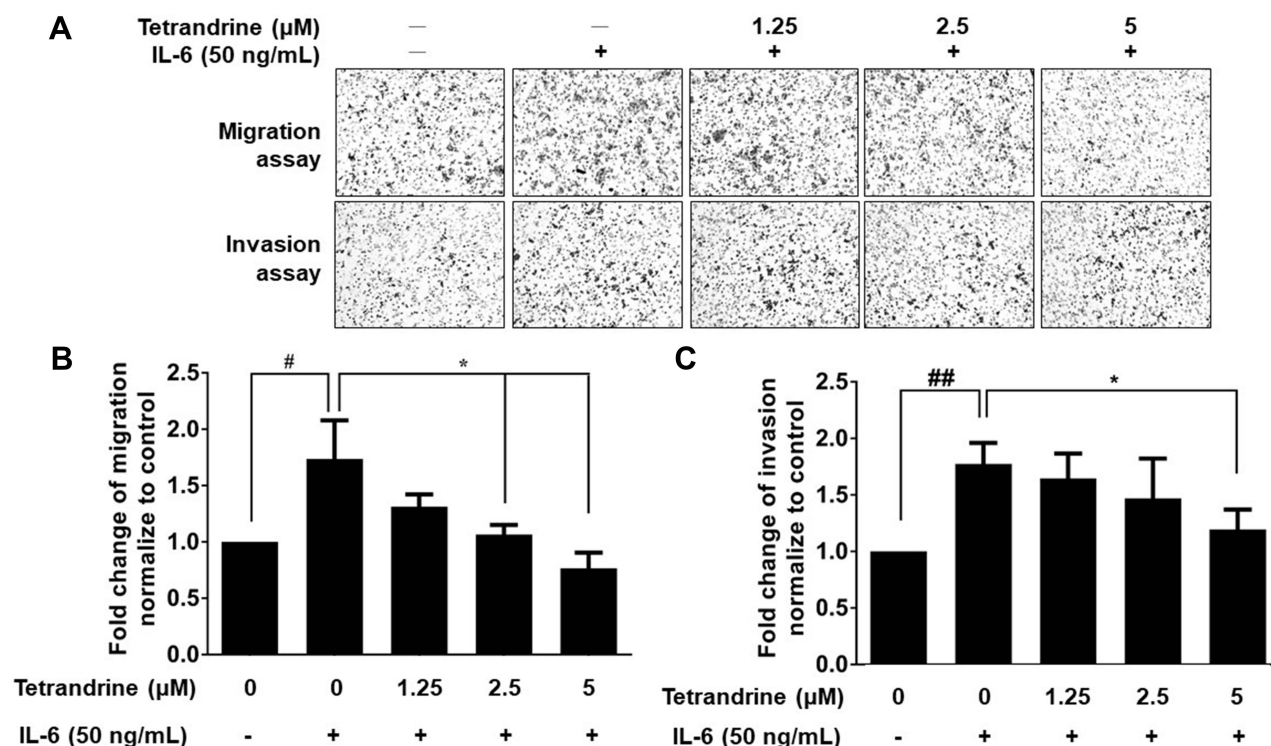 A
Tetrandrine (µM) — — 1.25 2.5 5
IL-6 (50 ng/mL) — + + + +
Migration
assay
Invasion
assay
B
Fold change of migration
normalize to control
2.5
2.0
1.5
1.0
0.5
0.0
# *
Tetrandrine (µM) 0 0 1.25 2.5 5
IL-6 (50 ng/mL) - + + + +
C
Fold change of invasion
normalize to control
2.5
2.0
1.5
1.0
0.5
0.0
## *
Tetrandrine (µM) 0 0 1.25 2.5 5
IL-6 (50 ng/mL) - + + + +